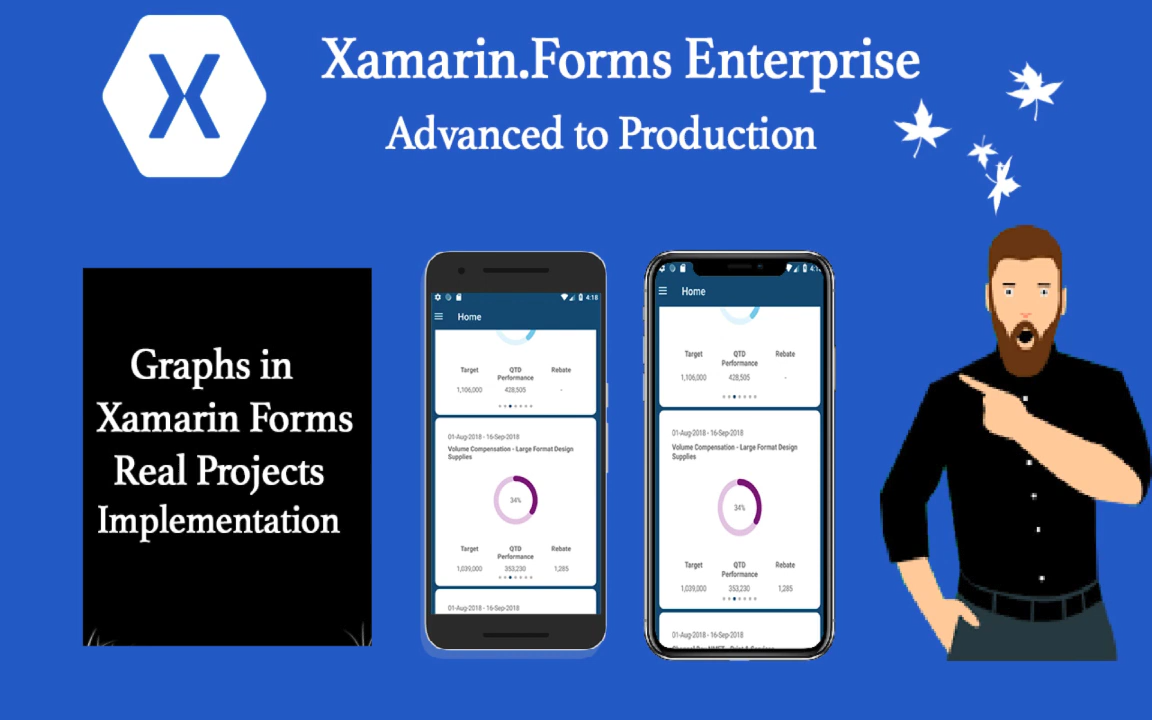 X
Xamarin.Forms Enterprise
Advanced to Production
Graphs in
Xamarin Forms
Real Projects
Implementation
4:18
Home
Target QTD Performance Rebate
1,106,000 428,505 -
01-Aug-2018 - 16-Sep-2018
Volume Compensation - Large Format Design
Supplies
34%
Target QTD Performance Rebate
1,039,000 353,230 1,285
01-Aug-2018 - 16-Sep-2018
Home
Target QTD Performance Rebate
1,106,000 428,505 -
01-Aug-2018 - 16-Sep-2018
Volume Compensation - Large Format Design
Supplies
34%
Target QTD Performance Rebate
1,039,000 353,230 1,285
01-Aug-2018 - 16-Sep-2018